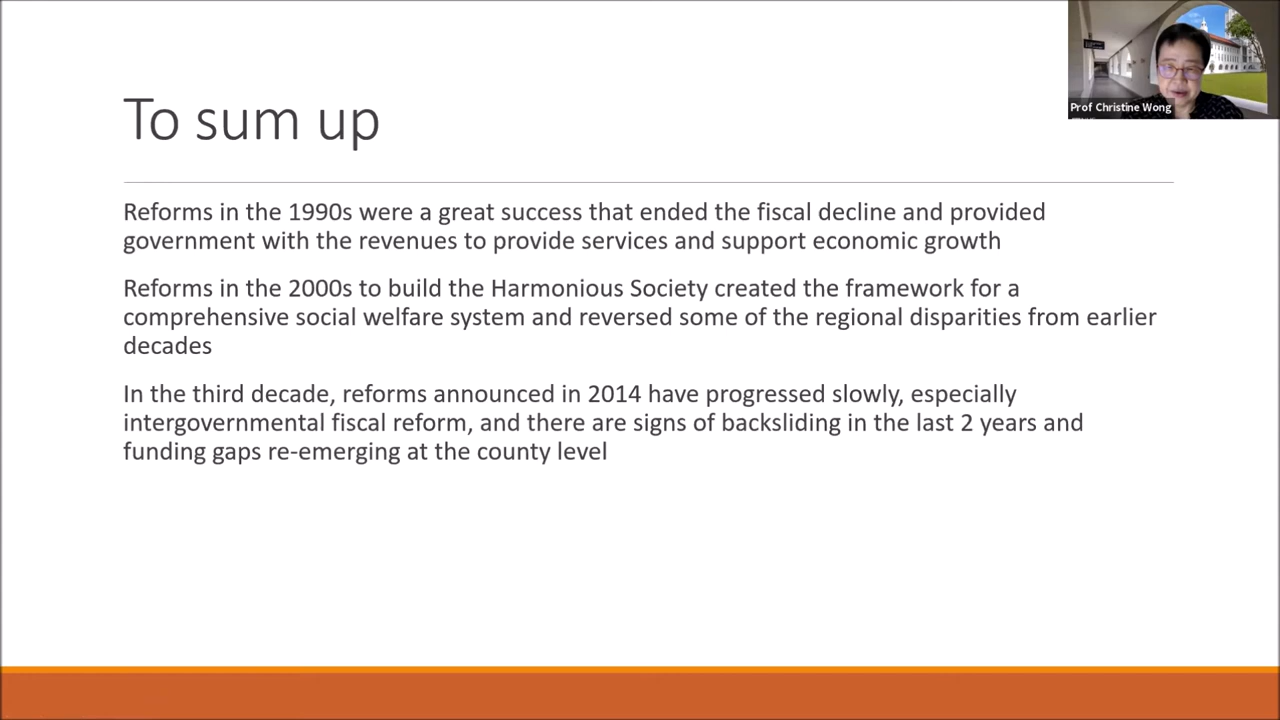 Prof Christine Wong
To sum up
Reforms in the 1990s were a great success that ended the fiscal decline and provided
government with the revenues to provide services and support economic growth
Reforms in the 2000s to build the Harmonious Society created the framework for a
comprehensive social welfare system and reversed some of the regional disparities from earlier
decades
In the third decade, reforms announced in 2014 have progressed slowly, especially
intergovernmental fiscal reform, and there are signs of backsliding in the last 2 years and
funding gaps re-emerging at the county level